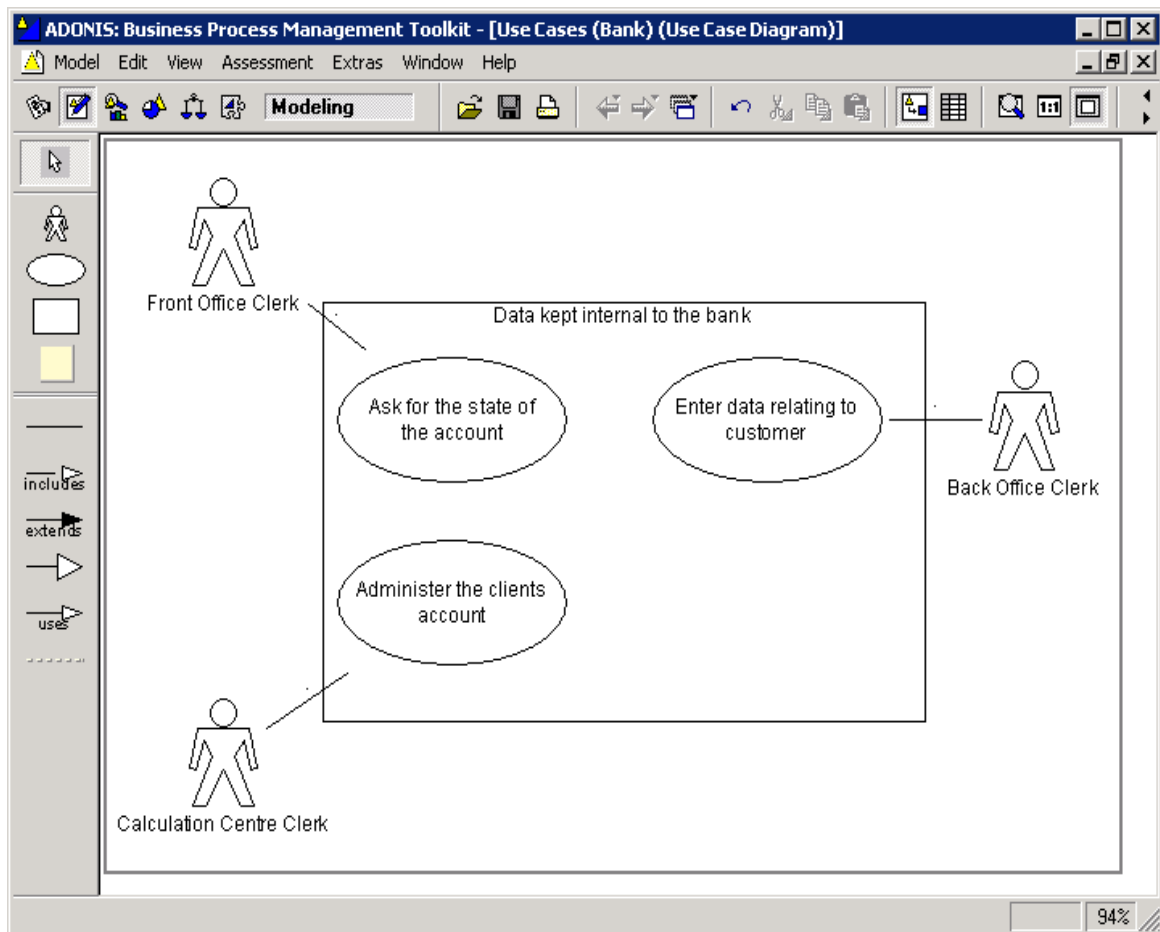 ADONIS: Business Process Management Toolkit - [Use Cases (Bank) (Use Case Diagram)]
Model Edit View Assessment Extras Window Help
Modeling
1:1
Front Office Clerk
Data kept internal to the bank
Ask for the state of
the account
Enter data relating to
customer
Back Office Clerk
includes
extends
Administer the clients
account
uses
Calculation Centre Clerk
94%